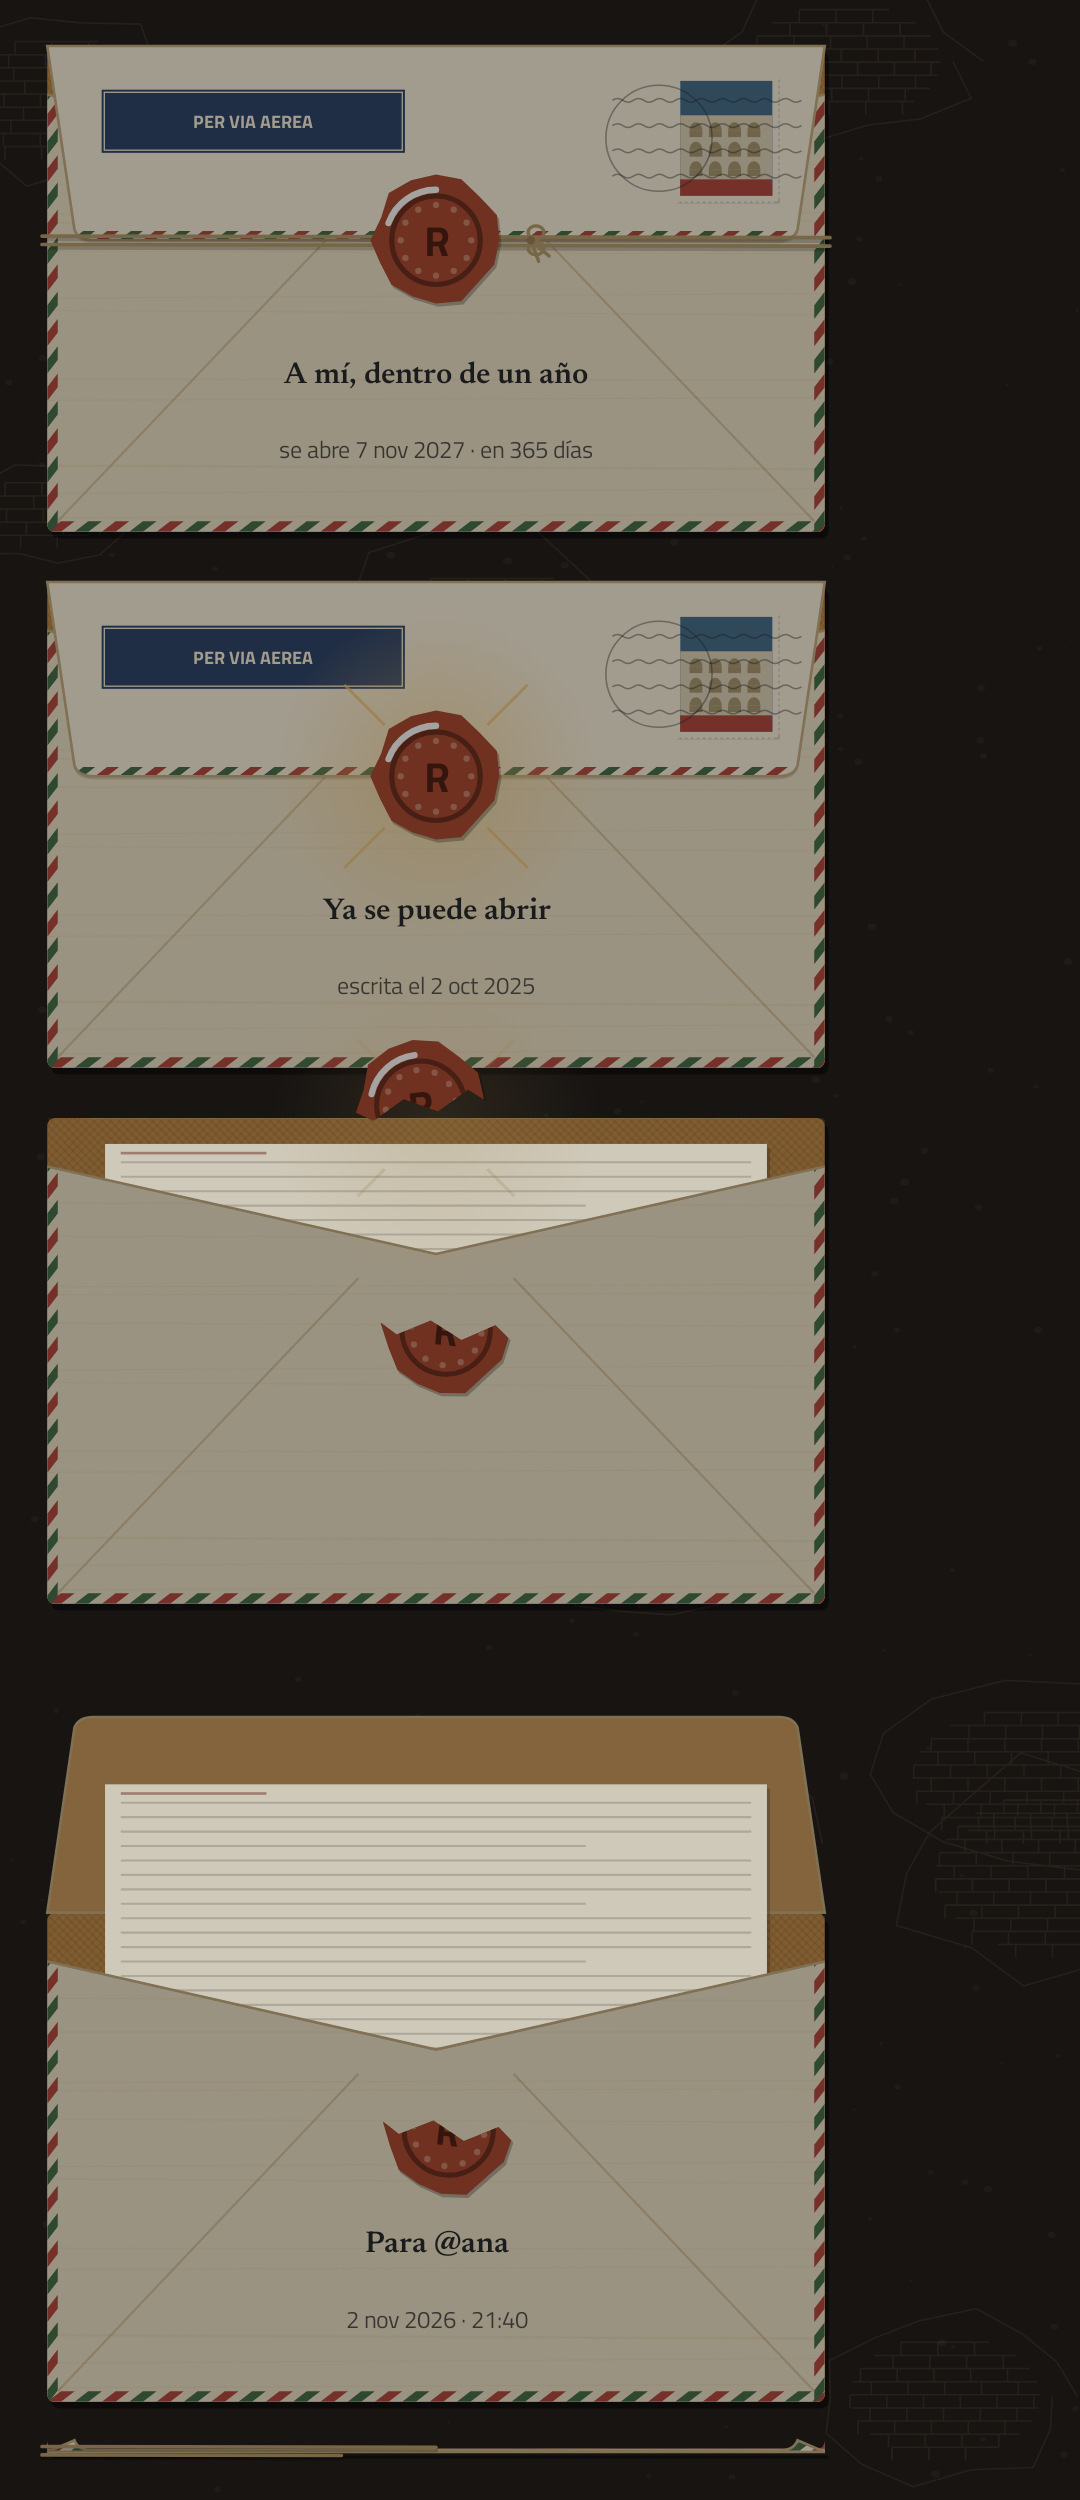 PER VIA AEREA
R
A mí, dentro de un año
se abre 7 nov 2027 · en 365 días
PER VIA AEREA
R
Ya se puede abrir
escrita el 2 oct 2025
R
R
R
Para @ana
2 nov 2026 · 21:40